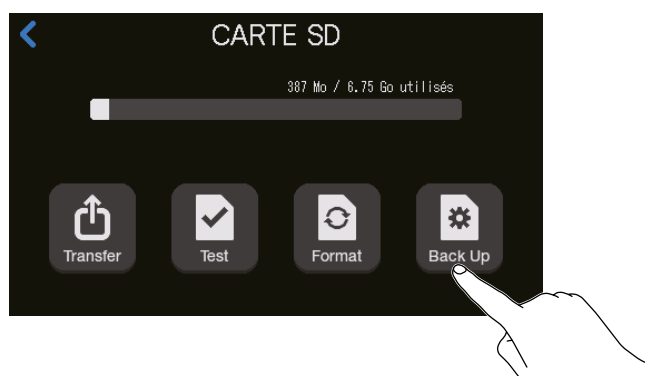 CARTE SD
387 Mo / 6.75 Go utilisés
Transfer
Test
Format
Back Up